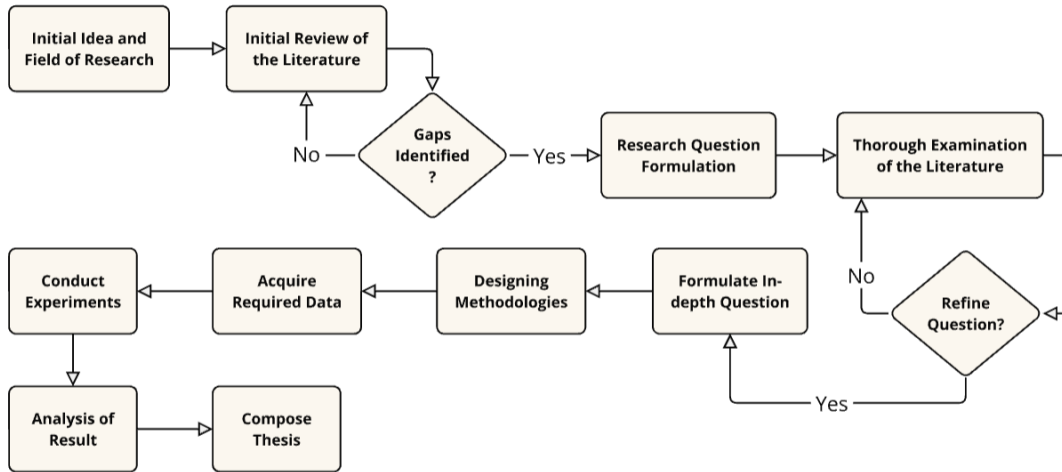 Initial Idea and
Field of Research
Initial Review of
the Literature
Gaps
Identified
?
No
Yes
Research Question
Formulation
Thorough Examination
of the Literature
No
Refine
Question?
Yes
Formulate In-
depth Question
Designing
Methodologies
Acquire
Required Data
Conduct
Experiments
Analysis of
Result
Compose
Thesis